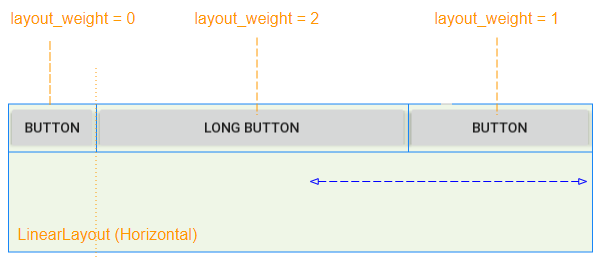 layout_weight = 0 layout_weight = 2 layout_weight = 1
BUTTON LONG BUTTON BUTTON
LinearLayout (Horizontal)